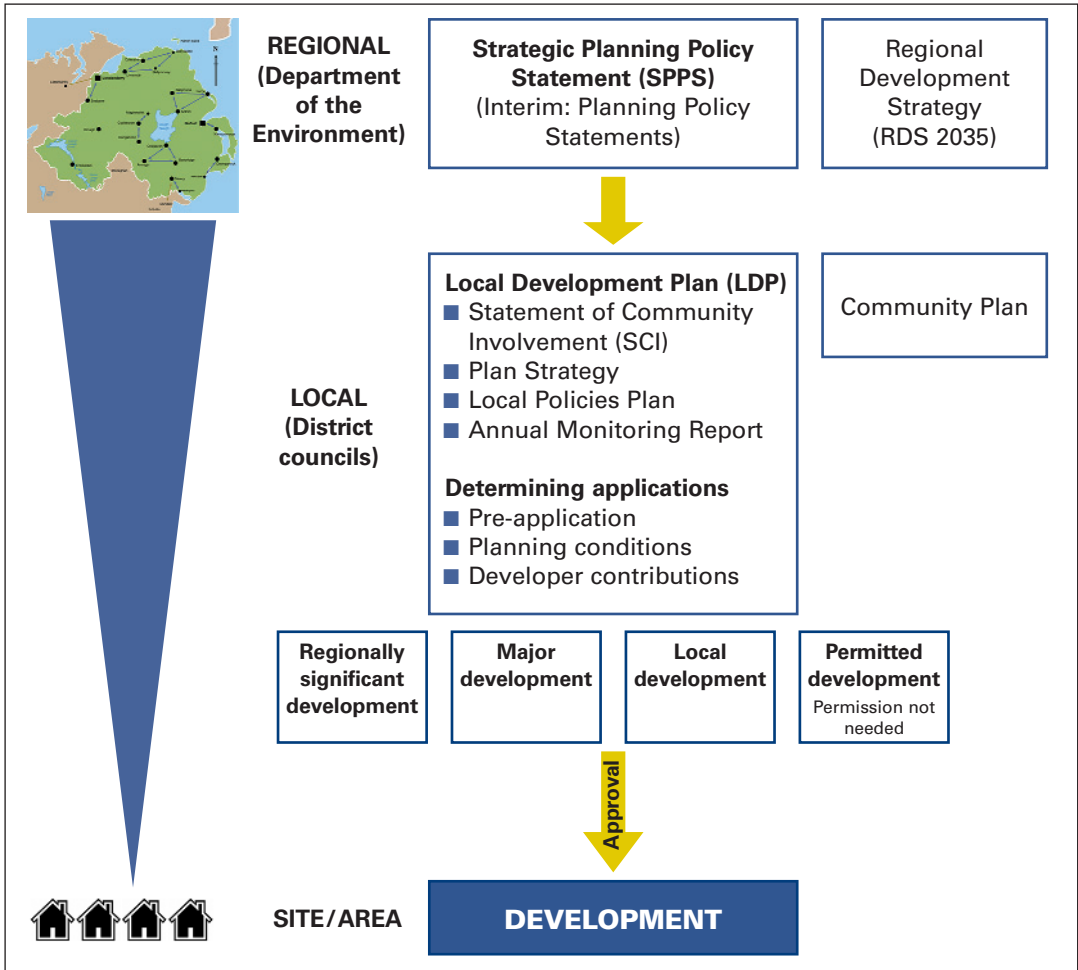 REGIONAL
(Department
of the
Environment)
Strategic Planning Policy
Statement (SPPS)
(Interim: Planning Policy
Statements)
Regional
Development
Strategy
(RDS 2035)
LOCAL
(District
councils)
Local Development Plan (LDP)
Statement of Community
Involvement (SCI)
Plan Strategy
Local Policies Plan
Annual Monitoring Report
Determining applications
Pre-application
Planning conditions
Developer contributions
Community Plan
Regionally
significant
development
Major
development
Local
development
Permitted
development
Permission not
needed
Approval
SITE/AREA
DEVELOPMENT